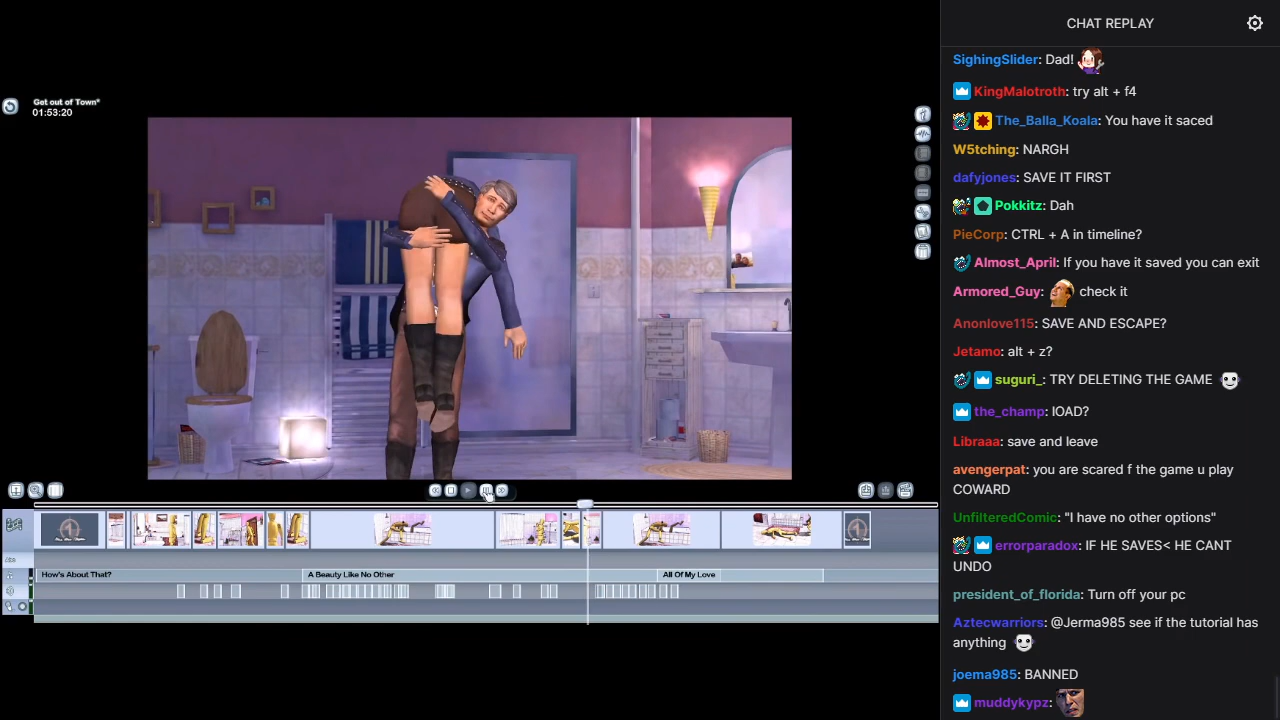 Get out of Town*
01:53:20
How's About That?
A Beauty Like No Other
All Of My Love
CHAT REPLAY
SighingSlider: Dad!
KingMalotroth: try alt + f4
The_Balla_Koala: You have it saced
W5tching: NARGH
dafyjones: SAVE IT FIRST
Pokkitz: Dah
PieCorp: CTRL + A in timeline?
Almost_April: If you have it saved you can exit
Armored_Guy: check it
Anonlove115: SAVE AND ESCAPE?
Jetamo: alt + z?
suguri_: TRY DELETING THE GAME
the_champ: lOAD?
Libraaa: save and leave
avengerpat: you are scared f the game u play
COWARD
UnfilteredComic: "I have no other options"
errorparadox: IF HE SAVES< HE CANT
UNDO
president_of_florida: Turn off your pc
Aztecwarriors: @Jerma985 see if the tutorial has
anything
joema985: BANNED
muddykypz: